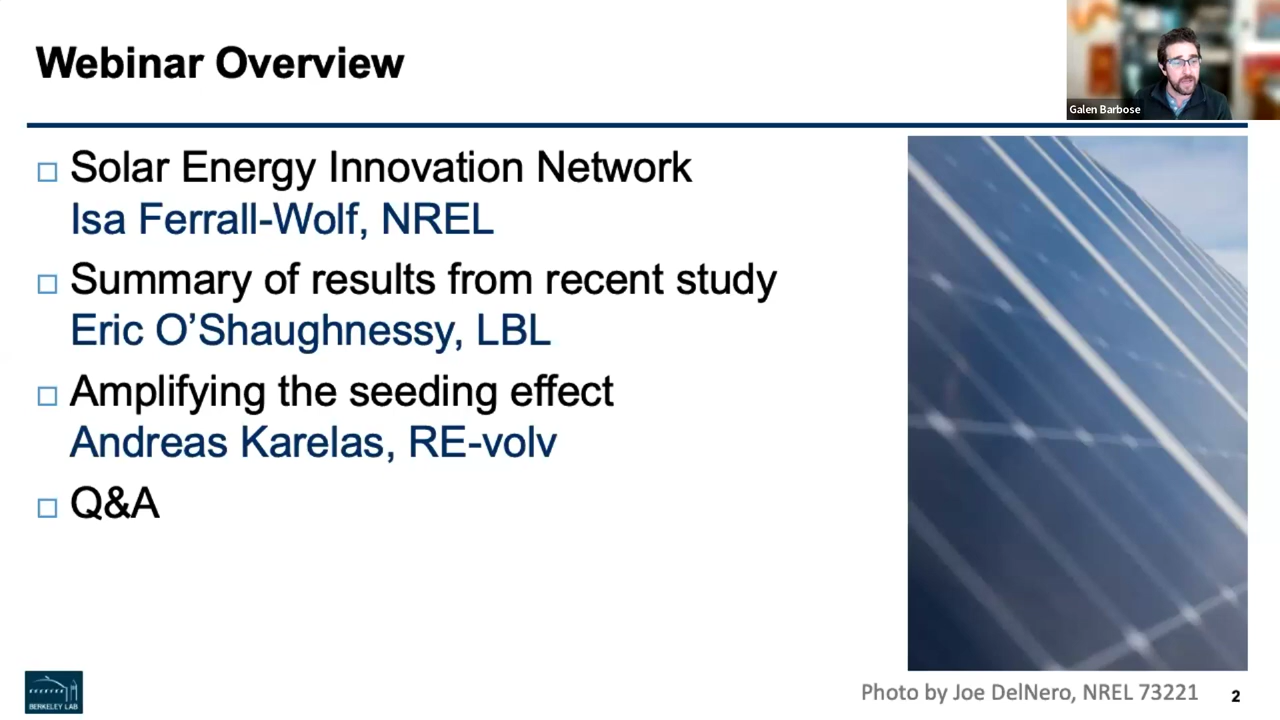 Webinar Overview
Galen Barbose
Solar Energy Innovation Network
Isa Ferrall-Wolf, NREL
Summary of results from recent study
Eric O’Shaughnessy, LBL
Amplifying the seeding effect
Andreas Karelas, RE-volv
Q&A
BERKELEY LAB
Photo by Joe DelNero, NREL 73221
2